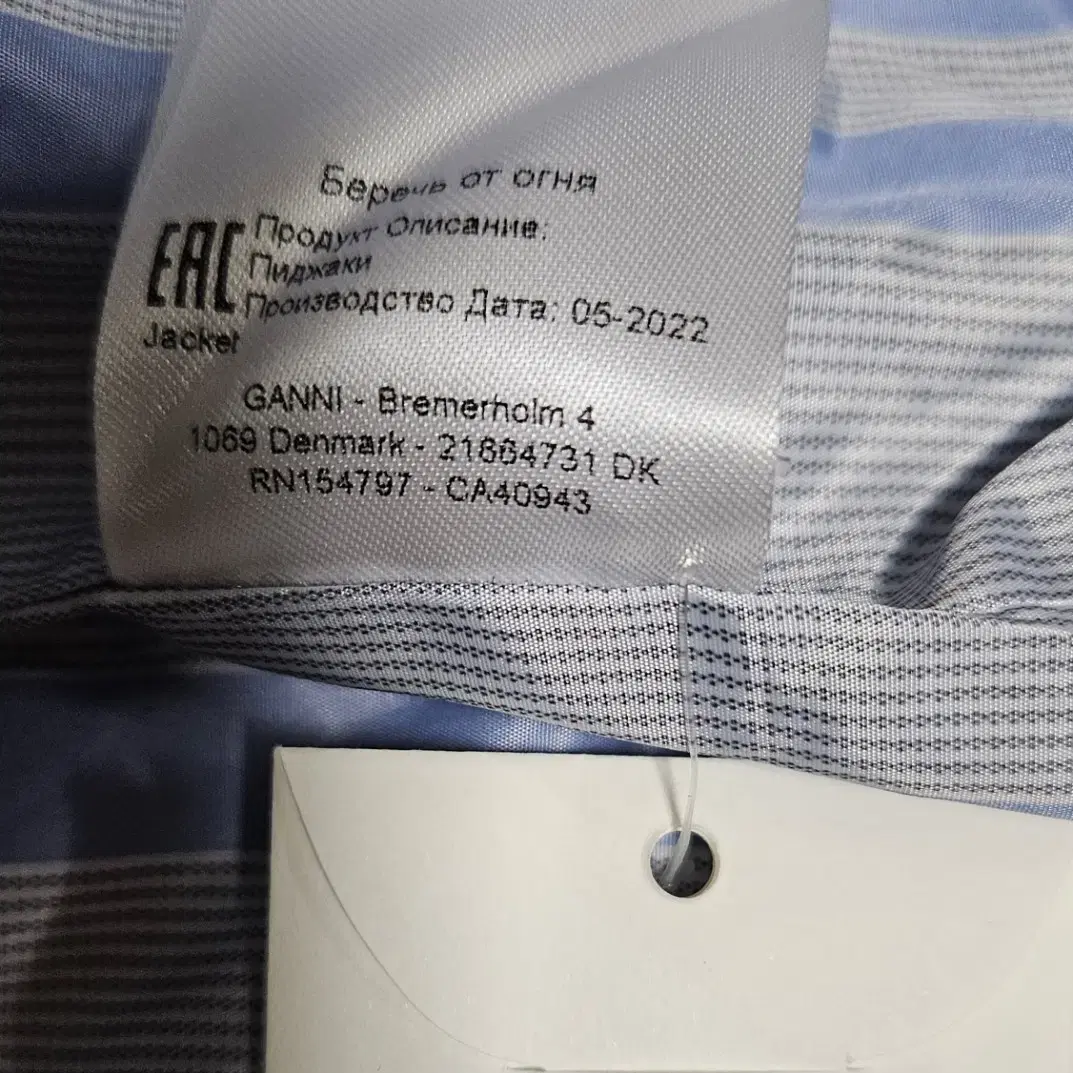 Беречь от огня
EAC Продукт Описание:
Пиджаки
Производство Дата: 05-2022
Jacket
GANNI - Bremerholm 4
1069 Denmark - 21864731 DK
RN154797 - CA40943